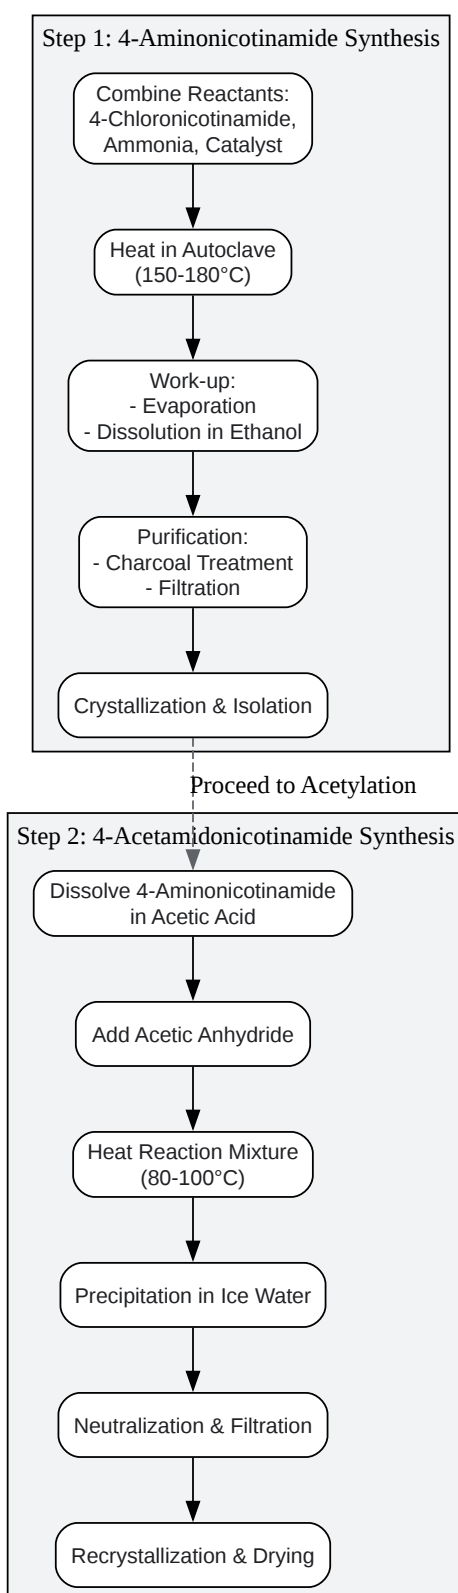 Step 1: 4-Aminonicotinamide Synthesis
Combine Reactants:
4-Chloronicotinamide,
Ammonia, Catalyst
Heat in Autoclave
(150-180°C)
Work-up:
- Evaporation
- Dissolution in Ethanol
Purification:
- Charcoal Treatment
- Filtration
Crystallization & Isolation
Proceed to Acetylation
Step 2: 4-Acetamidonicotinamide Synthesis
Dissolve 4-Aminonicotinamide
in Acetic Acid
Add Acetic Anhydride
Heat Reaction Mixture
(80-100°C)
Precipitation in Ice Water
Neutralization & Filtration
Recrystallization & Drying